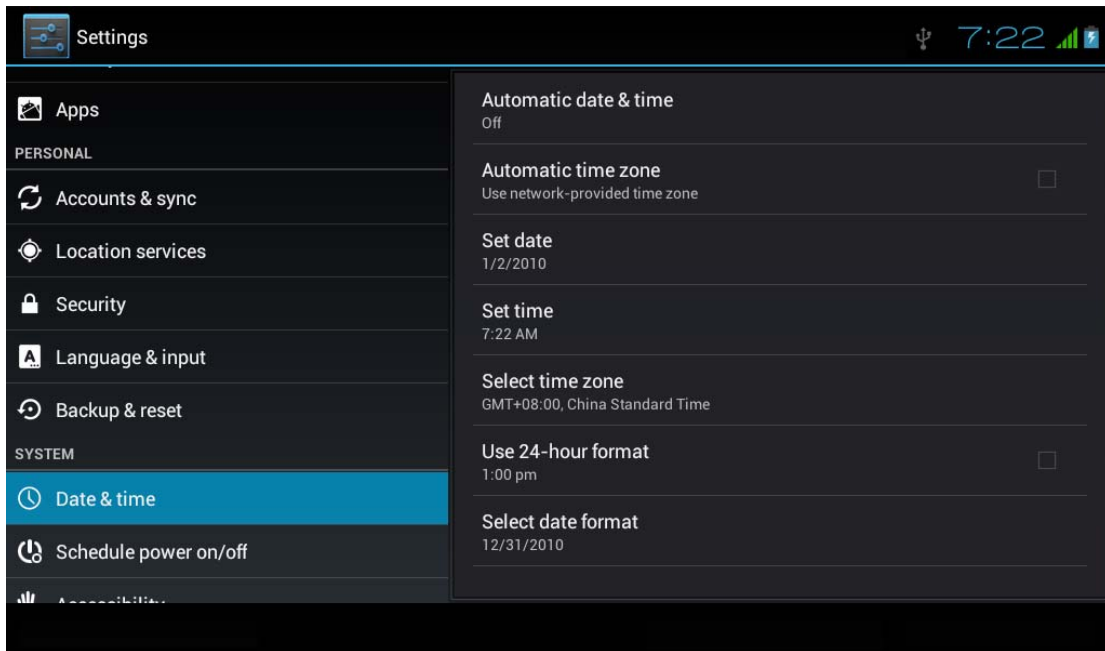 Settings
7:22
Apps
PERSONAL
Accounts & sync
Location services
Security
Language & input
Backup & reset
SYSTEM
Date & time
Schedule power on/off
Automatic date & time
Off
Automatic time zone
Use network-provided time zone
Set date
1/2/2010
Set time
7:22 AM
Select time zone
GMT+08:00, China Standard Time
Use 24-hour format
1:00 pm
Select date format
12/31/2010